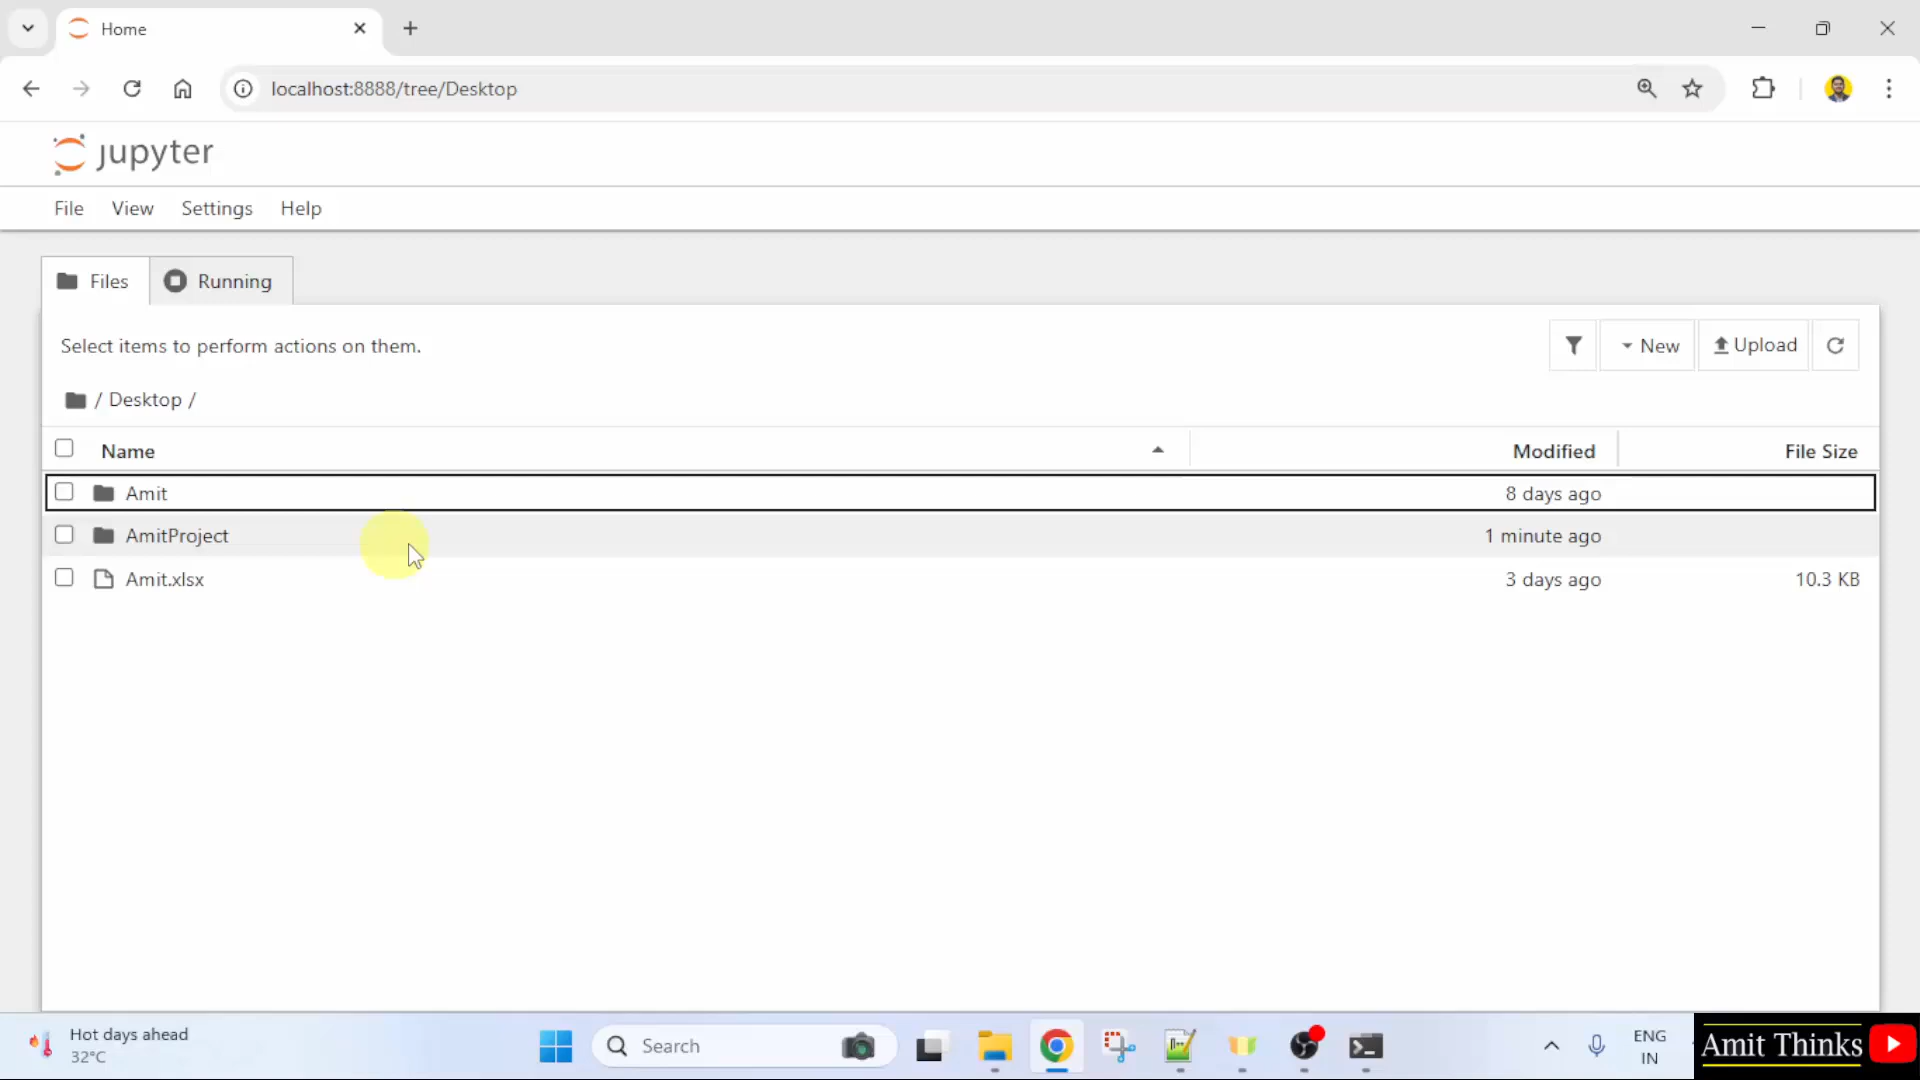 Home
localhost:8888/tree/Desktop
jupyter
File View Settings Help
Files Running
Select items to perform actions on them.
New Upload
/ Desktop /
Name Modified File Size
Amit 8 days ago
AmitProject 1 minute ago
Amit.xlsx 3 days ago 10.3 KB
Hot days ahead
32°C
Search
ENG
IN
Amit Thinks